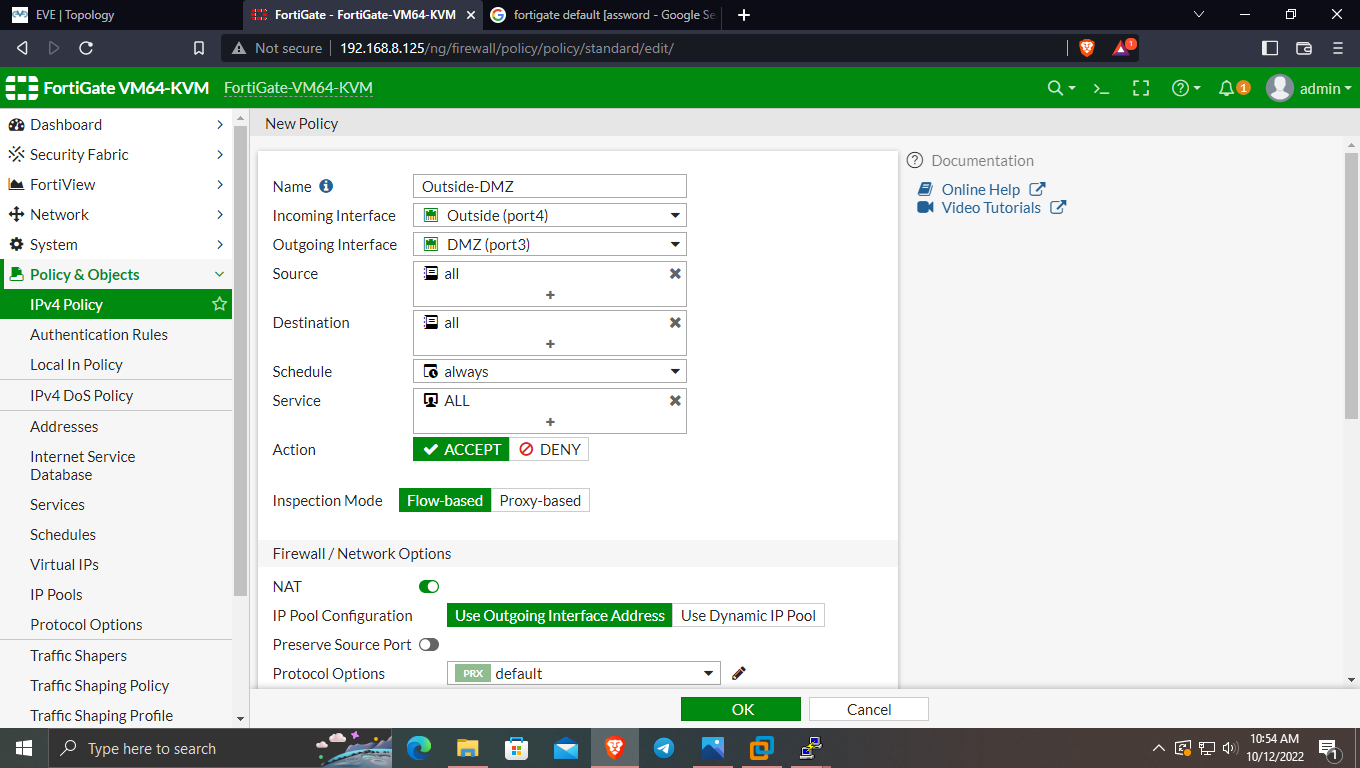 EVE | Topology
FortiGate - FortiGate-VM64-KVM
fortigate default [assword - Google Se
Not secure
192.168.8.125/ng/firewall/policy/policy/standard/edit/
1
FortiGate VM64-KVM
FortiGate-VM64-KVM
1
admin
Dashboard
Security Fabric
FortiView
Network
System
Policy & Objects
IPv4 Policy
Authentication Rules
Local In Policy
IPv4 DoS Policy
Addresses
Internet Service
Database
Services
Schedules
Virtual IPs
IP Pools
Protocol Options
Traffic Shapers
Traffic Shaping Policy
Traffic Shaping Profile
New Policy
Name
Outside-DMZ
Incoming Interface
Outside (port4)
Outgoing Interface
DMZ (port3)
Source
all
Destination
all
Schedule
always
Service
ALL
Action
ACCEPT
DENY
Inspection Mode
Flow-based
Proxy-based
Firewall / Network Options
NAT
IP Pool Configuration
Use Outgoing Interface Address
Use Dynamic IP Pool
Preserve Source Port
Protocol Options
PRX
default
OK
Cancel
Documentation
Online Help
Video Tutorials
Type here to search
10:54 AM
10/12/2022
1